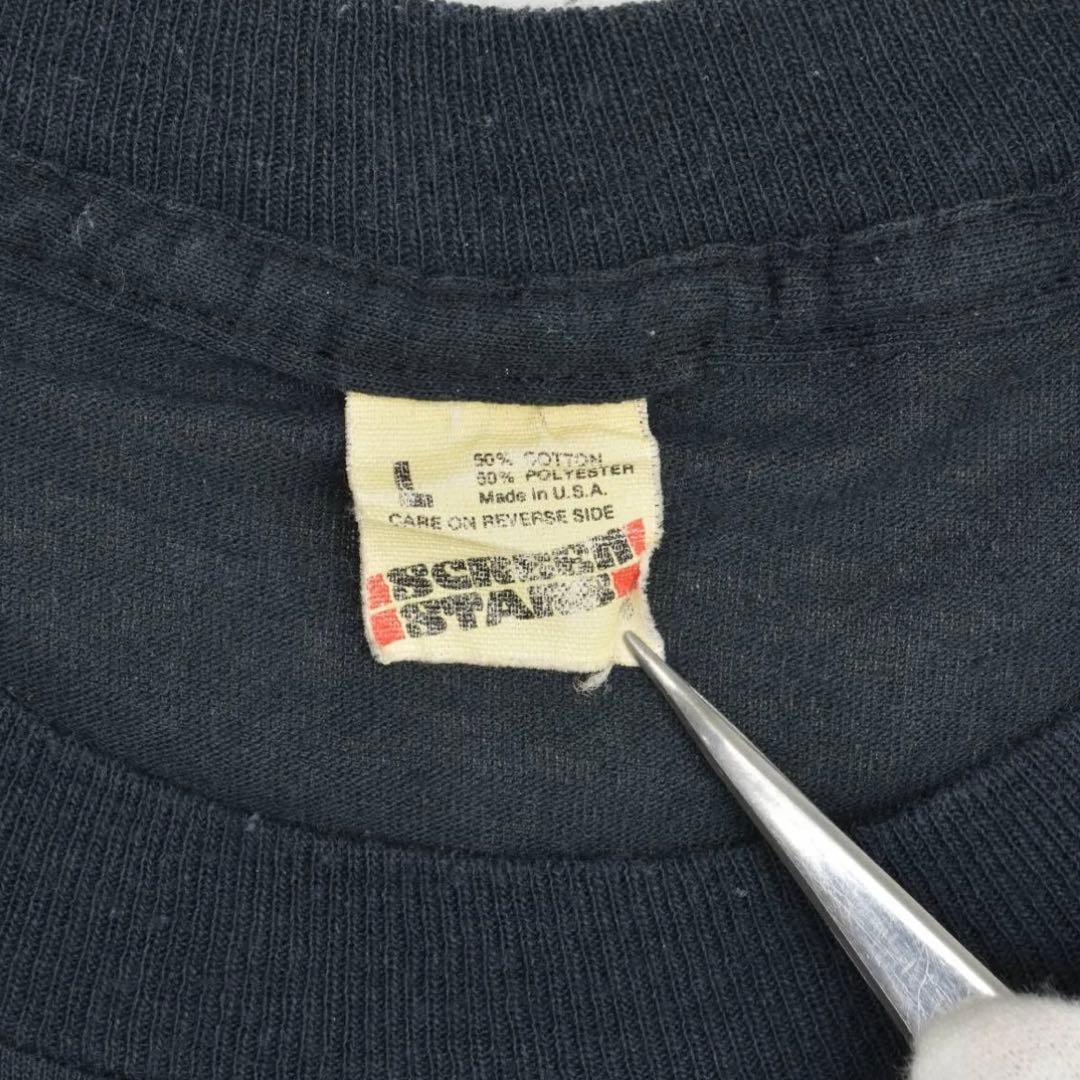 L
50% COTTON
50% POLYESTER
Made in U.S.A.
CARE ON REVERSE SIDE
SCREEN
STARS